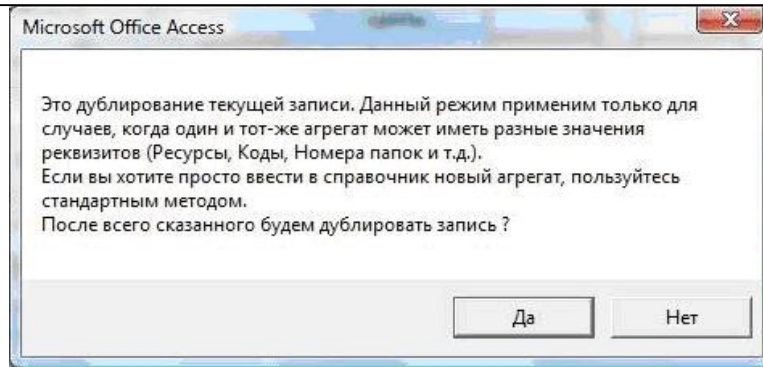 Microsoft Office Access
Это дублирование текущей записи. Данный режим применим только для
случаев, когда один и тот-же агрегат может иметь разные значения
реквизитов (Ресурсы, Коды, Номера папок и т.д.).
Если вы хотите просто ввести в справочник новый агрегат, пользуйтесь
стандартным методом.
После всего сказанного будем дублировать запись ?
Да
Нет